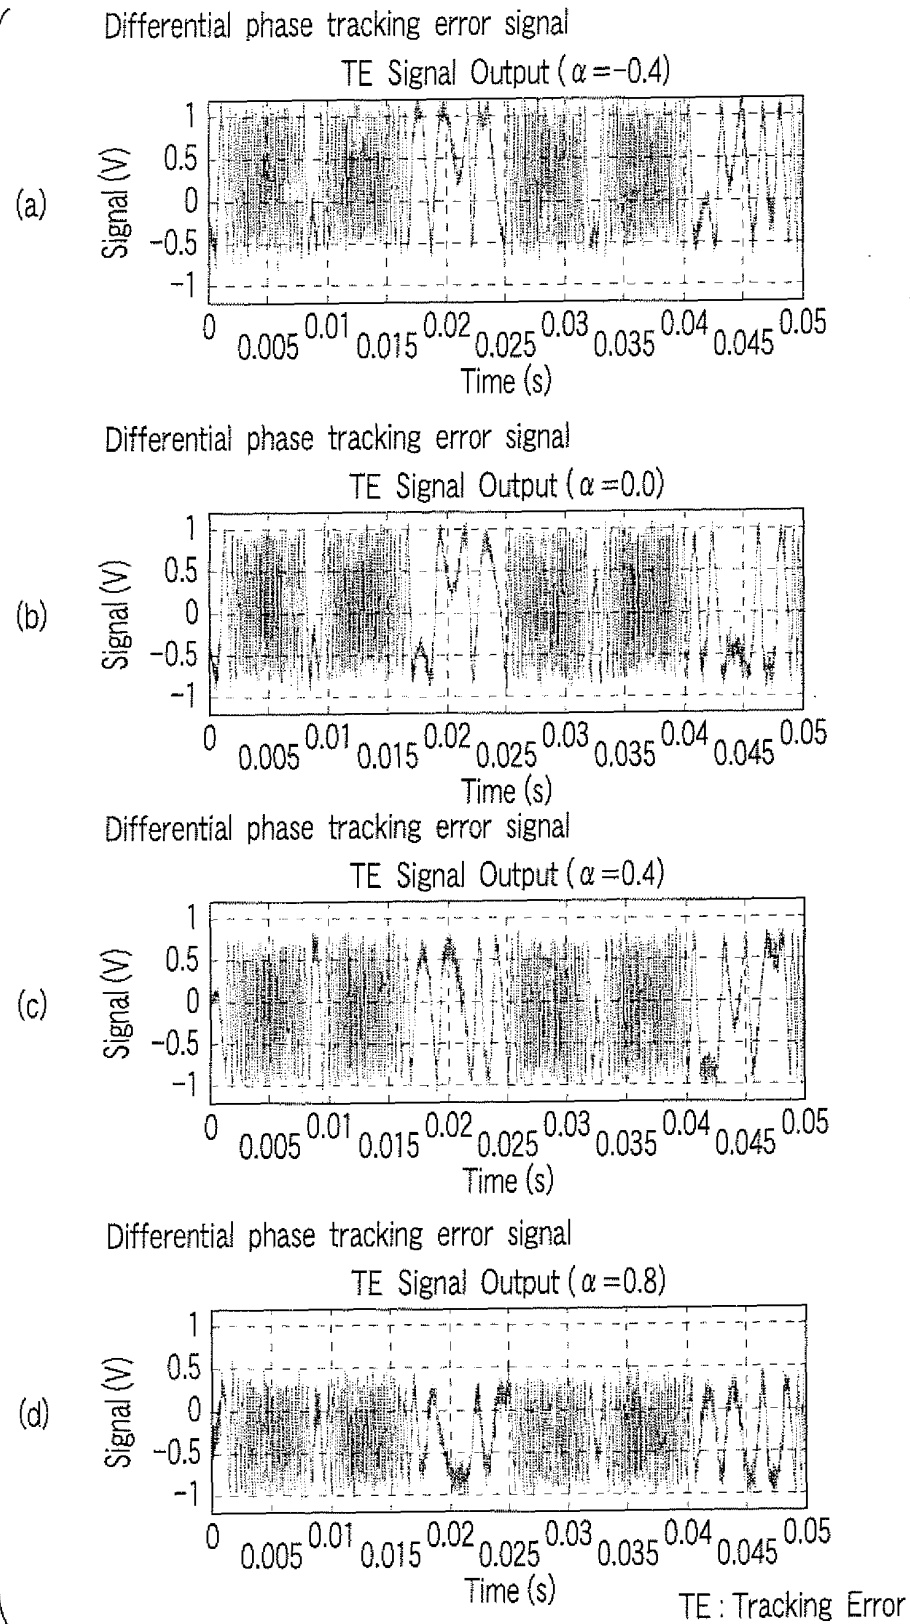 Differential phase tracking error signal
TE Signal Output (α=-0.4)
(a)
Signal (V)
1
0.5
0
-0.5
-1
0 0.005 0.01 0.015 0.02 0.025 0.03 0.035 0.04 0.045 0.05
Time (s)
Differential phase tracking error signal
TE Signal Output (α=0.0)
(b)
Signal (V)
1
0.5
0
-0.5
-1
0 0.005 0.01 0.015 0.02 0.025 0.03 0.035 0.04 0.045 0.05
Time (s)
Differential phase tracking error signal
TE Signal Output (α=0.4)
(c)
Signal (V)
1
0.5
0
-0.5
-1
0 0.005 0.01 0.015 0.02 0.025 0.03 0.035 0.04 0.045 0.05
Time (s)
Differential phase tracking error signal
TE Signal Output (α=0.8)
(d)
Signal (V)
1
0.5
0
-0.5
-1
0 0.005 0.01 0.015 0.02 0.025 0.03 0.035 0.04 0.045 0.05
Time (s)
TE : Tracking Error